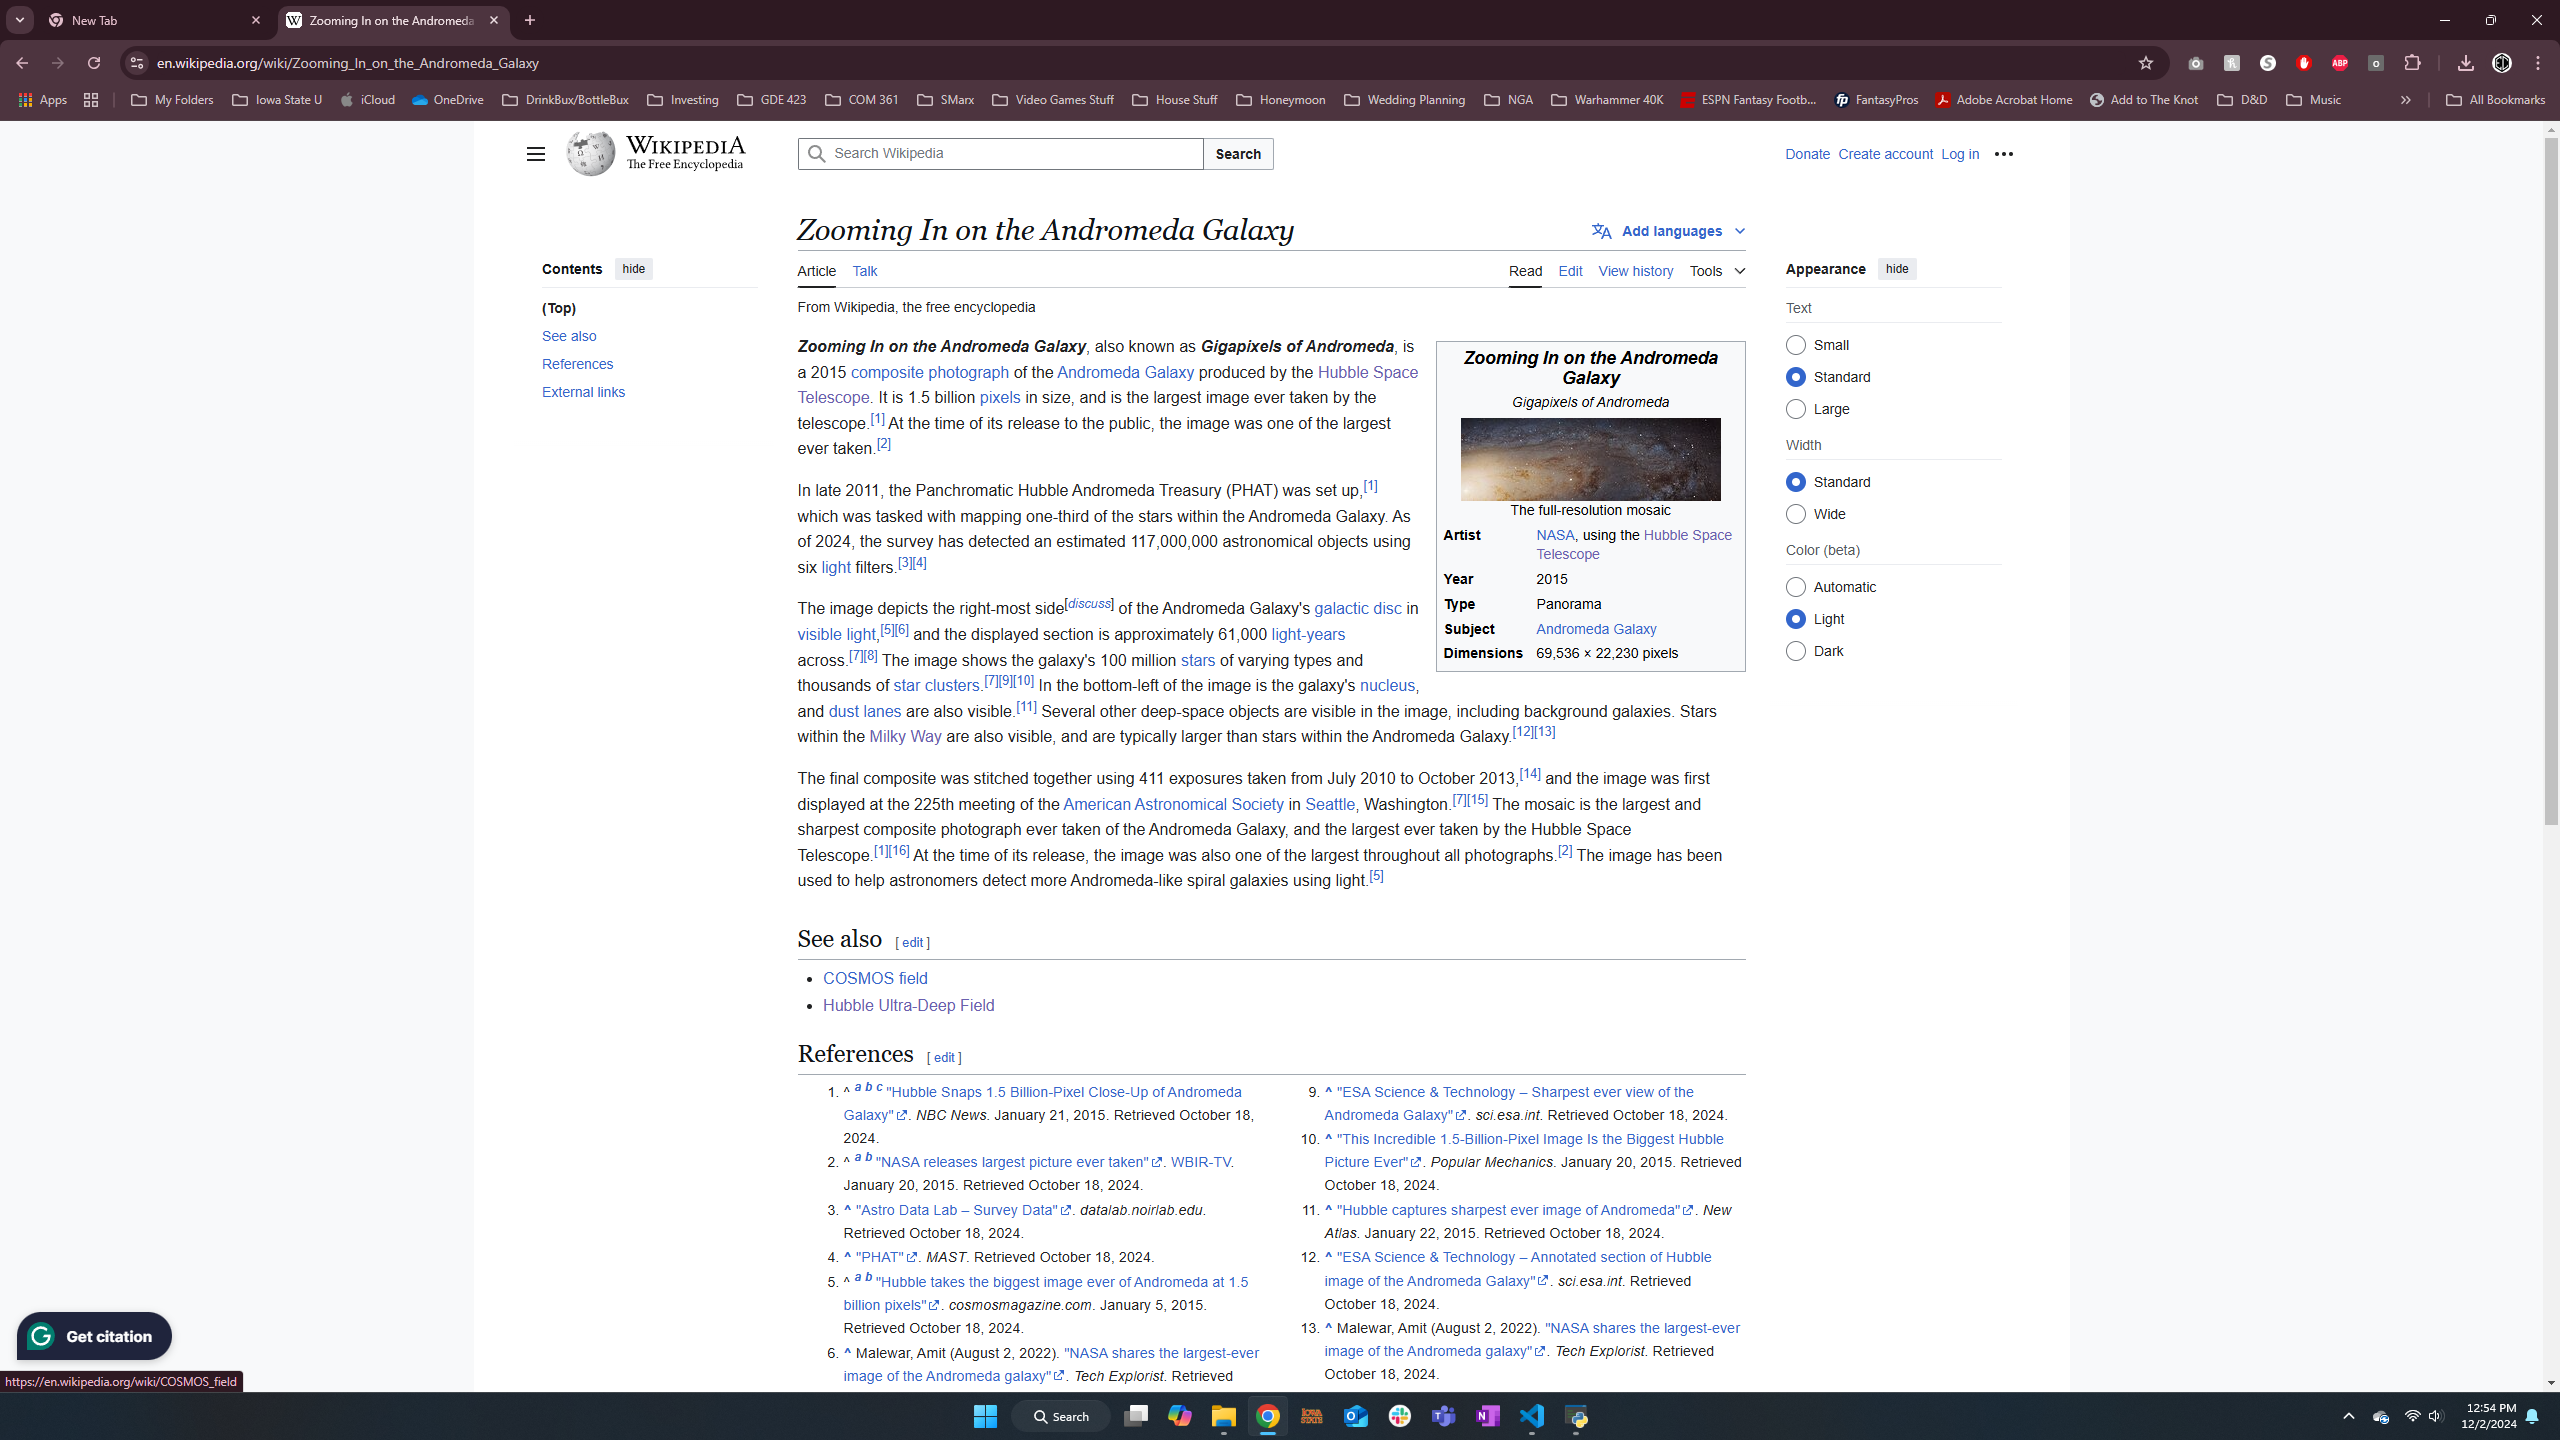 New Tab
Zooming In on the Andromeda
en.wikipedia.org/wiki/Zooming_In_on_the_Andromeda_Galaxy
ABP
Apps
My Folders
Iowa State U
iCloud
OneDrive
DrinkBux/BottleBux
Investing
GDE 423
COM 361
SMarx
Video Games Stuff
House Stuff
Honeymoon
Wedding Planning
NGA
Warhammer 40K
ESPN Fantasy Footb...
fp FantasyPros
Adobe Acrobat Home
Add to The Knot
D&D
Music
All Bookmarks
WIKIPEDIA
The Free Encyclopedia
Search Wikipedia
Search
Donate Create account Log in
Contents hide
(Top)
See also
References
External links
Zooming In on the Andromeda Galaxy
Add languages
Article Talk
Read Edit View history Tools
From Wikipedia, the free encyclopedia
Zooming In on the Andromeda Galaxy, also known as Gigapixels of Andromeda, is
a 2015 composite photograph of the Andromeda Galaxy produced by the Hubble Space
Telescope. It is 1.5 billion pixels in size, and is the largest image ever taken by the
telescope.[1] At the time of its release to the public, the image was one of the largest
ever taken.[2]
In late 2011, the Panchromatic Hubble Andromeda Treasury (PHAT) was set up,[1]
which was tasked with mapping one-third of the stars within the Andromeda Galaxy. As
of 2024, the survey has detected an estimated 117,000,000 astronomical objects using
six light filters.[3][4]
The image depicts the right-most side[discuss] of the Andromeda Galaxy's galactic disc in
visible light,[5][6] and the displayed section is approximately 61,000 light-years
across.[7][8] The image shows the galaxy's 100 million stars of varying types and
thousands of star clusters.[7][9][10] In the bottom-left of the image is the galaxy's nucleus,
and dust lanes are also visible.[11] Several other deep-space objects are visible in the image, including background galaxies. Stars
within the Milky Way are also visible, and are typically larger than stars within the Andromeda Galaxy.[12][13]
The final composite was stitched together using 411 exposures taken from July 2010 to October 2013,[14] and the image was first
displayed at the 225th meeting of the American Astronomical Society in Seattle, Washington.[7][15] The mosaic is the largest and
sharpest composite photograph ever taken of the Andromeda Galaxy, and the largest ever taken by the Hubble Space
Telescope.[1][16] At the time of its release, the image was also one of the largest throughout all photographs.[2] The image has been
used to help astronomers detect more Andromeda-like spiral galaxies using light.[5]
Zooming In on the Andromeda
Galaxy
Gigapixels of Andromeda
The full-resolution mosaic
Artist NASA, using the Hubble Space
Telescope
Year 2015
Type Panorama
Subject Andromeda Galaxy
Dimensions 69,536 × 22,230 pixels
Appearance hide
Text
Small
Standard
Large
Width
Standard
Wide
Color (beta)
Automatic
Light
Dark
See also [ edit ]
• COSMOS field
• Hubble Ultra-Deep Field
References [ edit ]
1. ^ a b c "Hubble Snaps 1.5 Billion-Pixel Close-Up of Andromeda
Galaxy". NBC News. January 21, 2015. Retrieved October 18,
2024.
2. ^ a b "NASA releases largest picture ever taken". WBIR-TV.
January 20, 2015. Retrieved October 18, 2024.
3. ^ "Astro Data Lab – Survey Data". datalab.noirlab.edu.
Retrieved October 18, 2024.
4. ^ "PHAT". MAST. Retrieved October 18, 2024.
5. ^ a b "Hubble takes the biggest image ever of Andromeda at 1.5
billion pixels". cosmosmagazine.com. January 5, 2015.
Retrieved October 18, 2024.
6. ^ Malewar, Amit (August 2, 2022). "NASA shares the largest-ever
image of the Andromeda galaxy". Tech Explorist. Retrieved
9. ^ "ESA Science & Technology – Sharpest ever view of the
Andromeda Galaxy". sci.esa.int. Retrieved October 18, 2024.
10. ^ "This Incredible 1.5-Billion-Pixel Image Is the Biggest Hubble
Picture Ever". Popular Mechanics. January 20, 2015. Retrieved
October 18, 2024.
11. ^ "Hubble captures sharpest ever image of Andromeda". New
Atlas. January 22, 2015. Retrieved October 18, 2024.
12. ^ "ESA Science & Technology – Annotated section of Hubble
image of the Andromeda Galaxy". sci.esa.int. Retrieved
October 18, 2024.
13. ^ Malewar, Amit (August 2, 2022). "NASA shares the largest-ever
image of the Andromeda galaxy". Tech Explorist. Retrieved
October 18, 2024.
Get citation
https://en.wikipedia.org/wiki/COSMOS_field
Search
IOWA
STATE
12:54 PM
12/2/2024